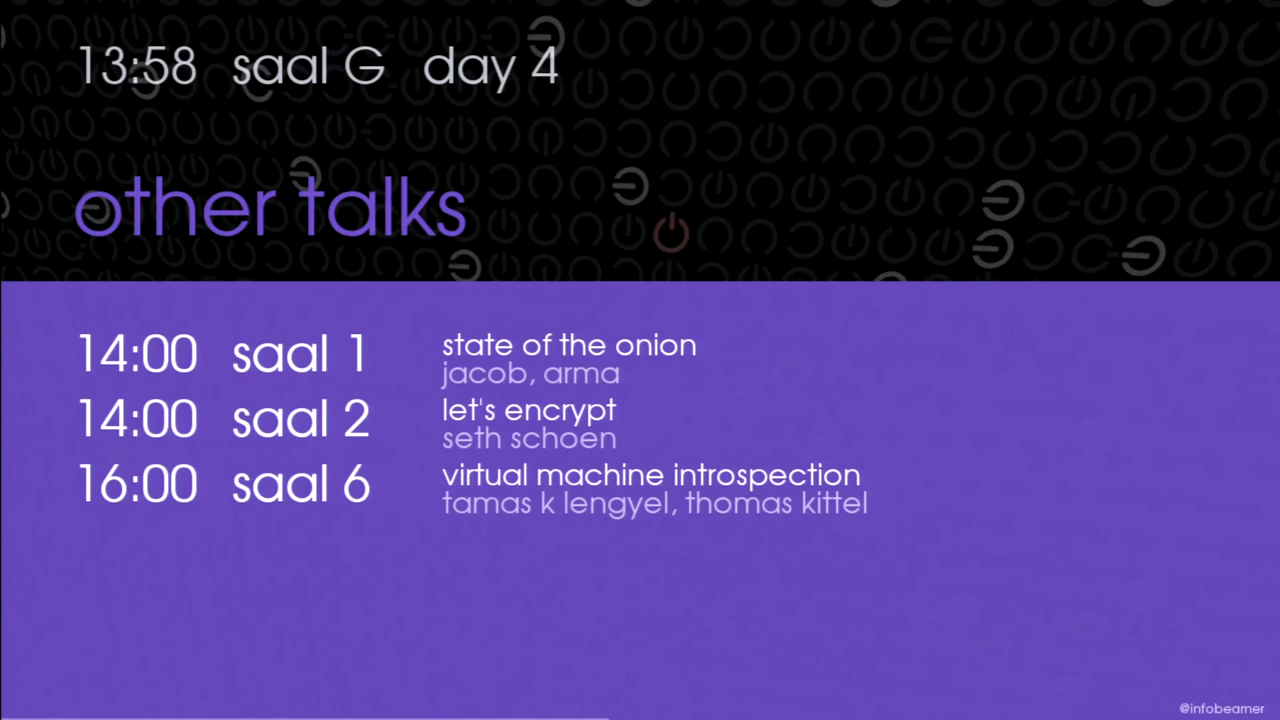 13:58 saal G day 4
other talks
14:00 saal 1 state of the onion
jacob, arma
14:00 saal 2 let's encrypt
seth schoen
16:00 saal 6 virtual machine introspection
tamas k lengyel, thomas kittel
@infobeamer